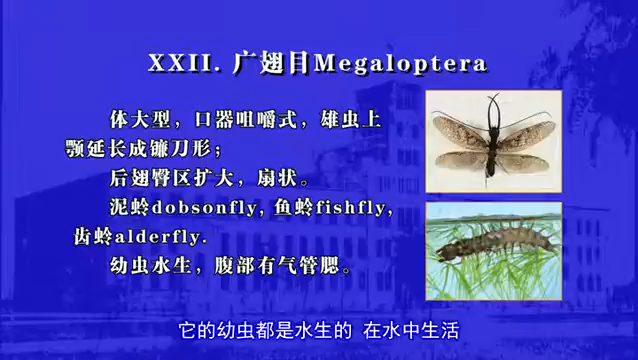 XXII. 广翅目Megaloptera
体大型，口器咀嚼式，雄虫上
颚延长成镰刀形；
后翅臀区扩大，扇状。
泥蛉dobsonfly, 鱼蛉fishfly,
齿蛉alderfly.
幼虫水生，腹部有气管腮。
它的幼虫都是水生的 在水中生活